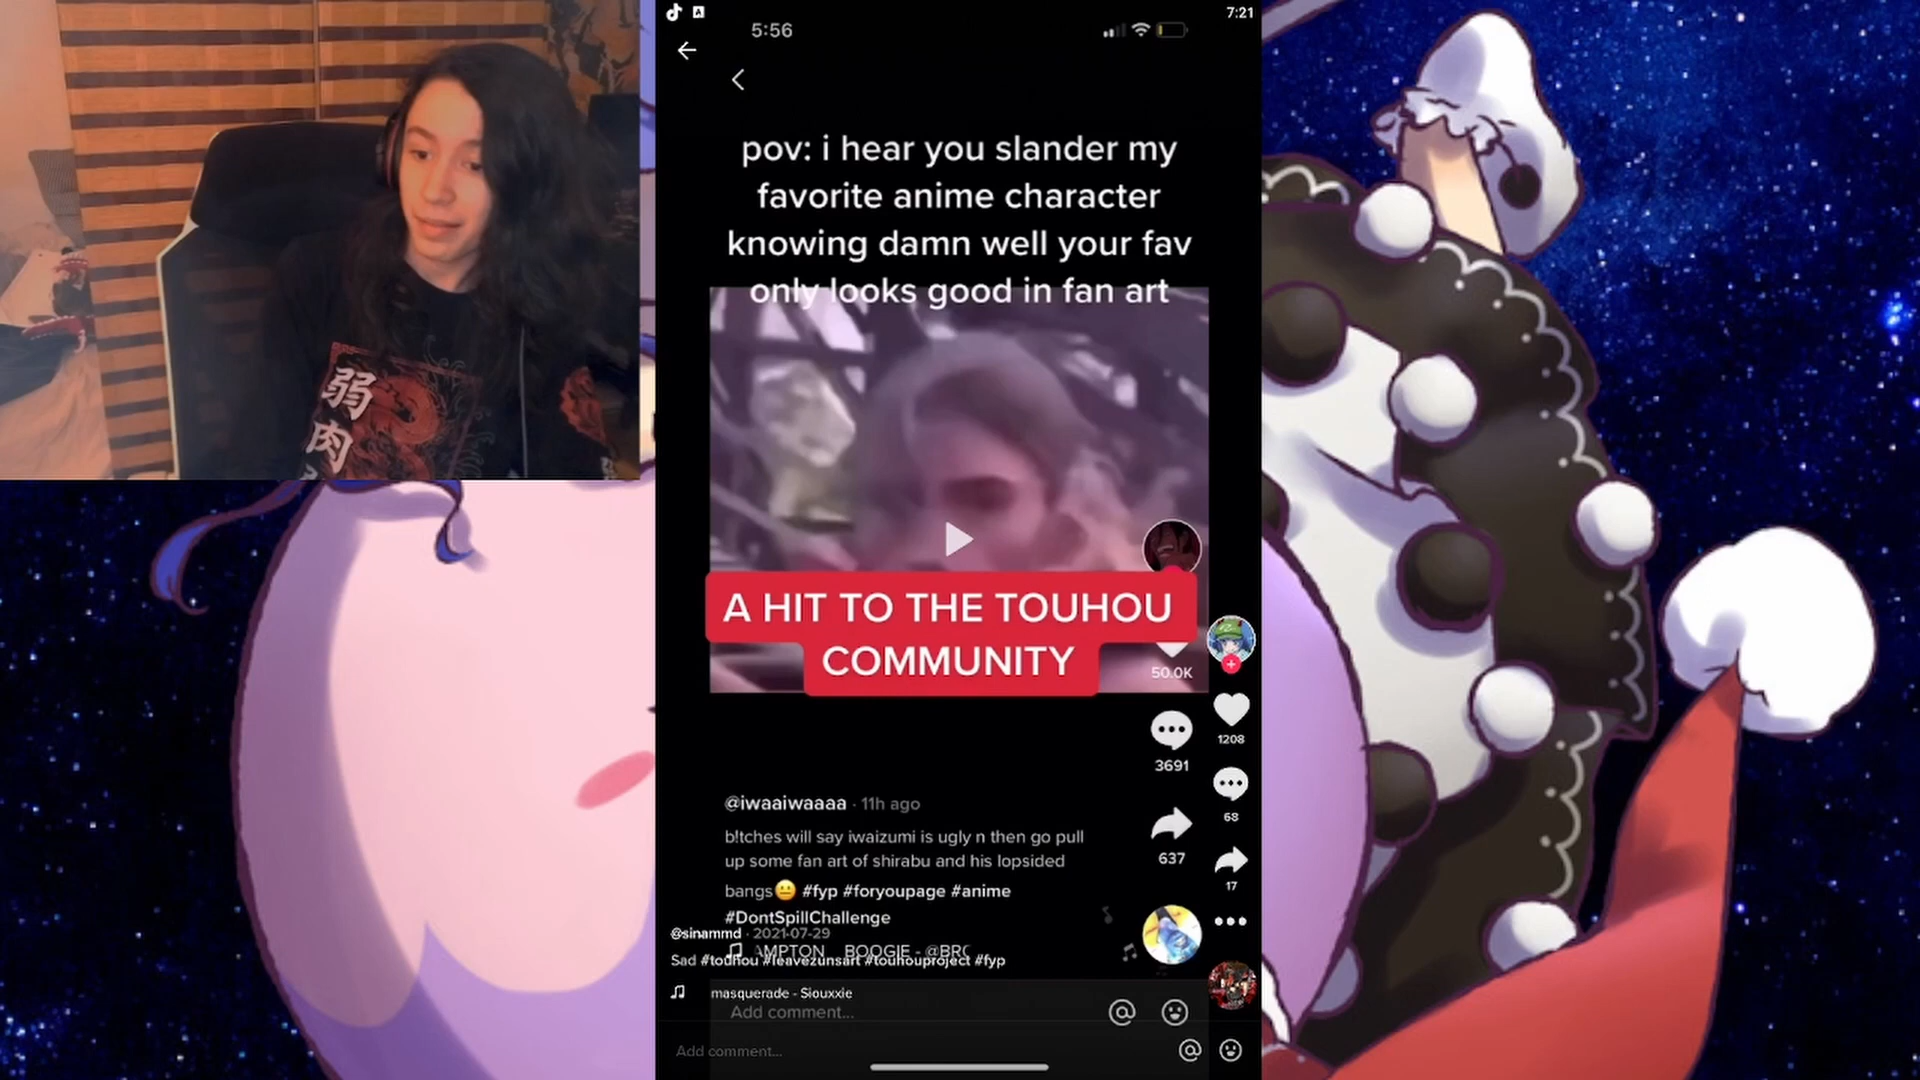 7:21
5:56
pov: i hear you slander my
favorite anime character
knowing damn well your fav
only looks good in fan art
弱
肉
A HIT TO THE TOUHOU
COMMUNITY
50.0K
1208
3691
68
637
17
@iwaaiwaaaa · 11h ago
b!tches will say iwaizumi is ugly n then go pull
up some fan art of shirabu and his lopsided
bangs😐 #fyp #foryoupage #anime
#DontSpillChallenge
@sinammd · 2021-07-29
AMPTON BOOGIE - @BRO
Sad #touhou #leavezunsart #touhouproject #fyp
masquerade - Siouxxie
Add comment...
Add comment...